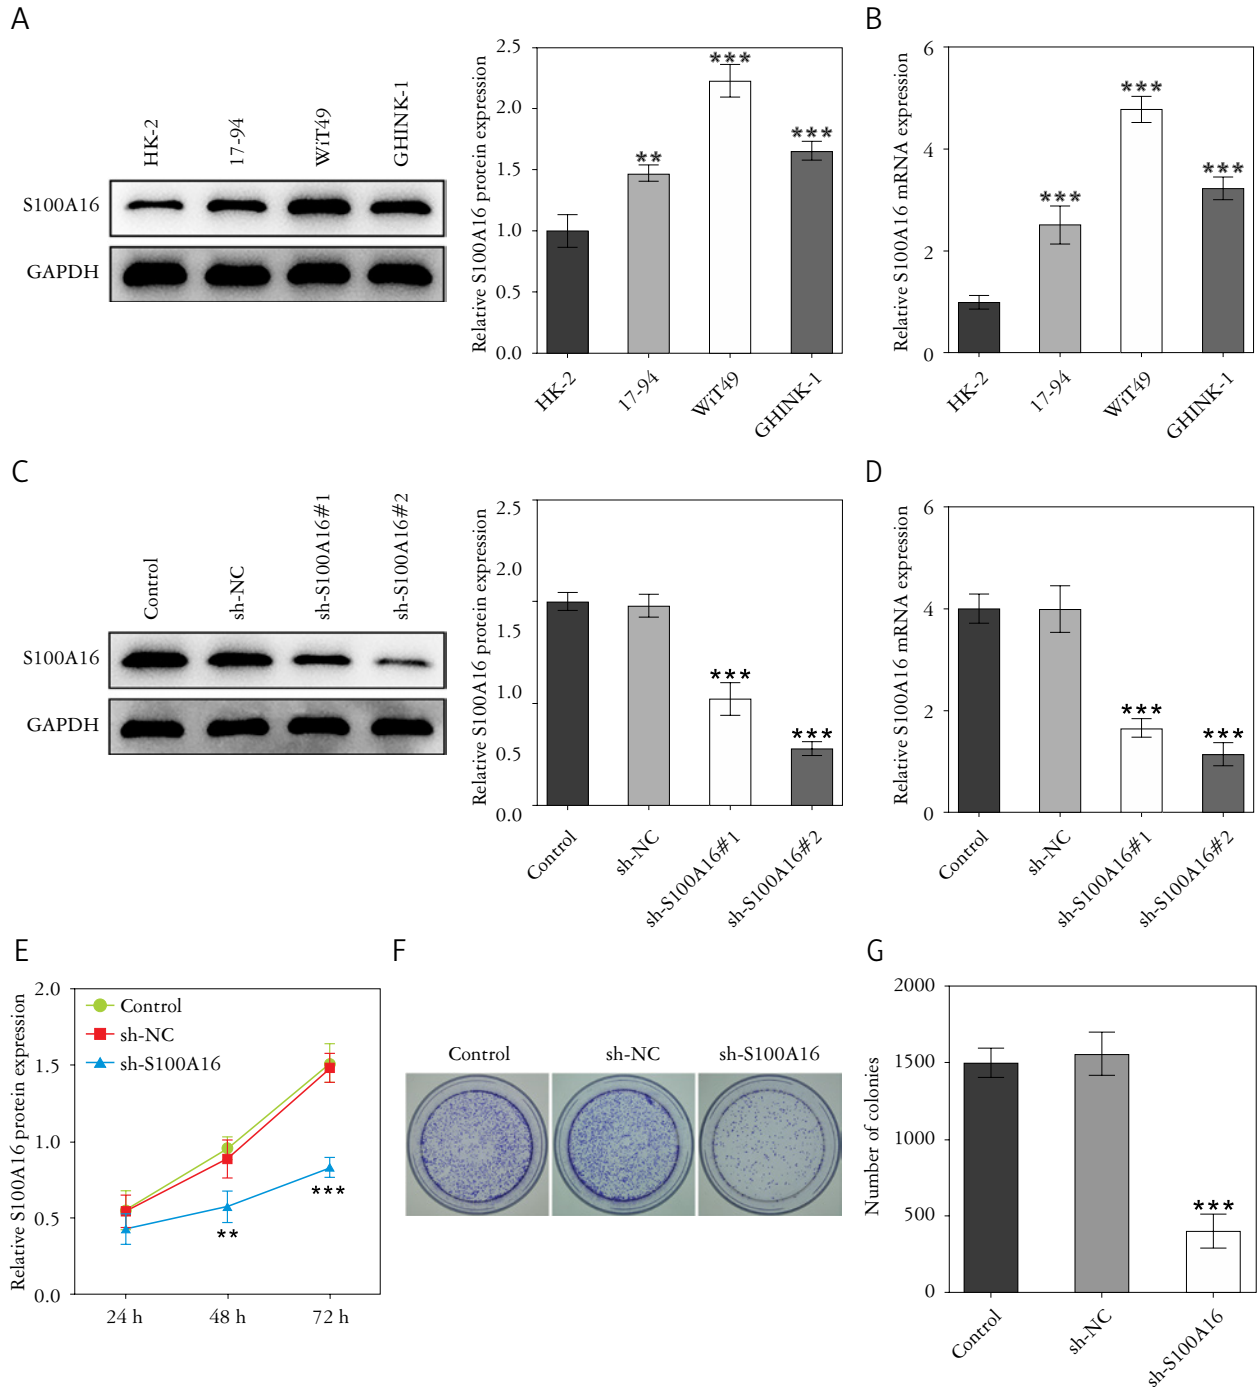 A
HK-2
17-94
WiT49
GHINK-1
S100A16
GAPDH
Relative S100A16 protein expression
2.5
2.0
1.5
1.0
0.5
0.0
**
***
***
HK-2
17-94
WiT49
GHINK-1
B
Relative S100A16 mRNA expression
6
4
2
0
***
***
***
HK-2
17-94
WiT49
GHINK-1
C
Control
sh-NC
sh-S100A16#1
sh-S100A16#2
S100A16
GAPDH
Relative S100A16 protein expression
2.5
2.0
1.5
1.0
0.5
0.0
***
***
Control
sh-NC
sh-S100A16#1
sh-S100A16#2
D
Relative S100A16 mRNA expression
6
4
2
0
***
***
Control
sh-NC
sh-S100A16#1
sh-S100A16#2
E
Relative S100A16 protein expression
2.0
1.5
1.0
0.5
0.0
Control
sh-NC
sh-S100A16
**
***
24 h
48 h
72 h
F
Control
sh-NC
sh-S100A16
G
Number of colonies
2000
1500
1000
500
0
***
Control
sh-NC
sh-S100A16